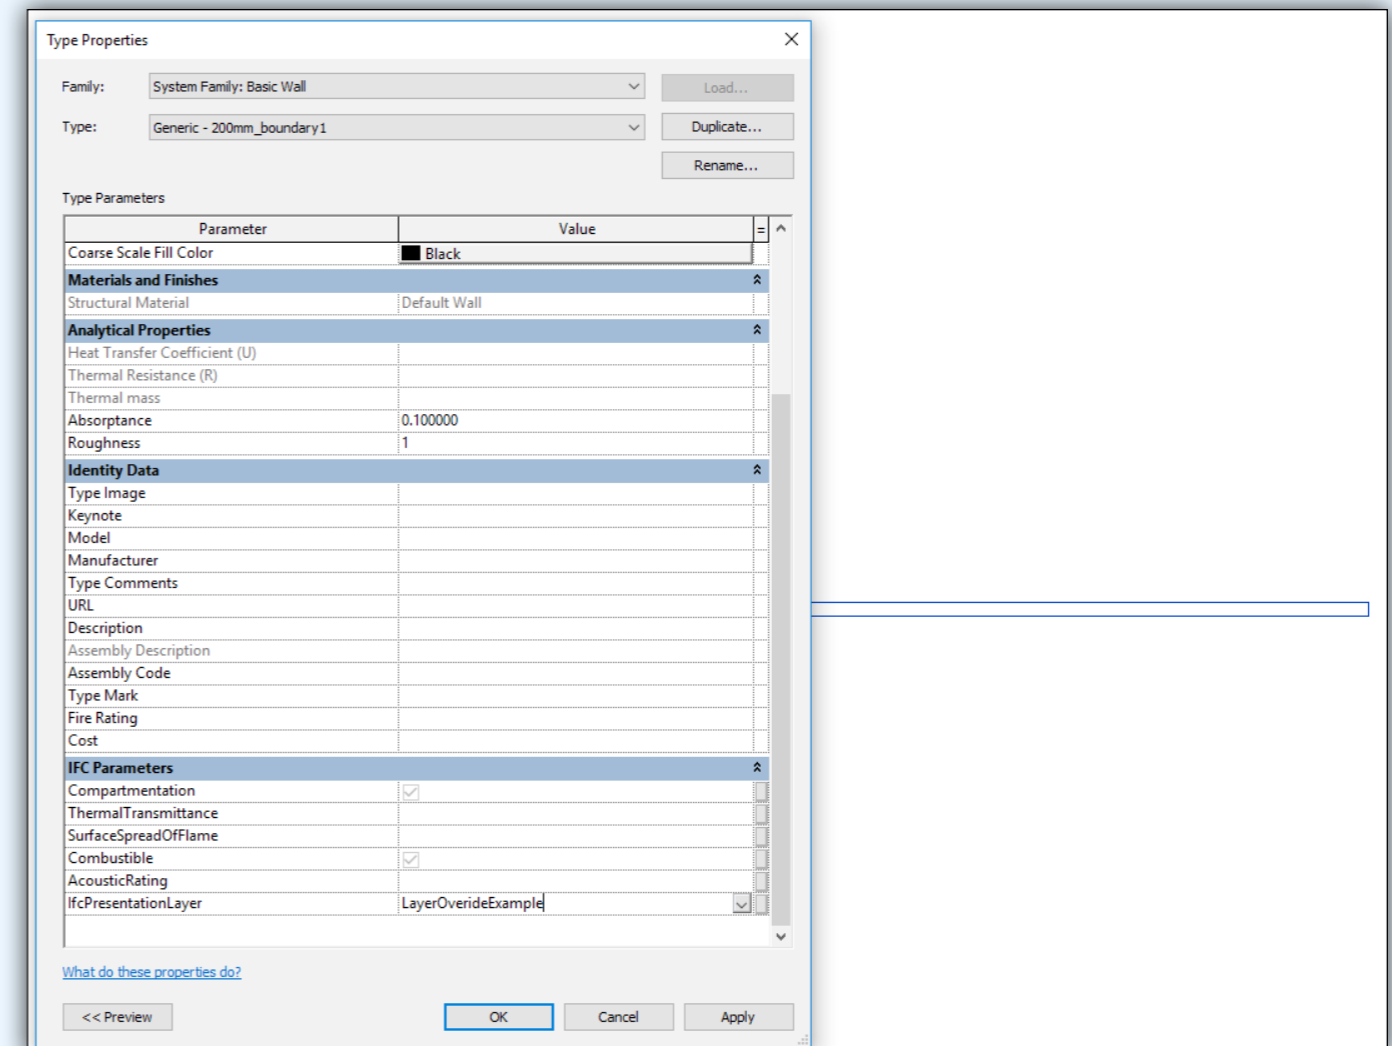 Type Properties
Family: System Family: Basic Wall Load...
Type: Generic - 200mm_boundary1 Duplicate...
Rename...
Type Parameters
Parameter Value =
Coarse Scale Fill Color Black
Materials and Finishes
Structural Material Default Wall
Analytical Properties
Heat Transfer Coefficient (U)
Thermal Resistance (R)
Thermal mass
Absorptance 0.100000
Roughness 1
Identity Data
Type Image
Keynote
Model
Manufacturer
Type Comments
URL
Description
Assembly Description
Assembly Code
Type Mark
Fire Rating
Cost
IFC Parameters
Compartmentation
ThermalTransmittance
SurfaceSpreadOfFlame
Combustible
AcousticRating
IfcPresentationLayer LayerOverideExample
What do these properties do?
<< Preview OK Cancel Apply